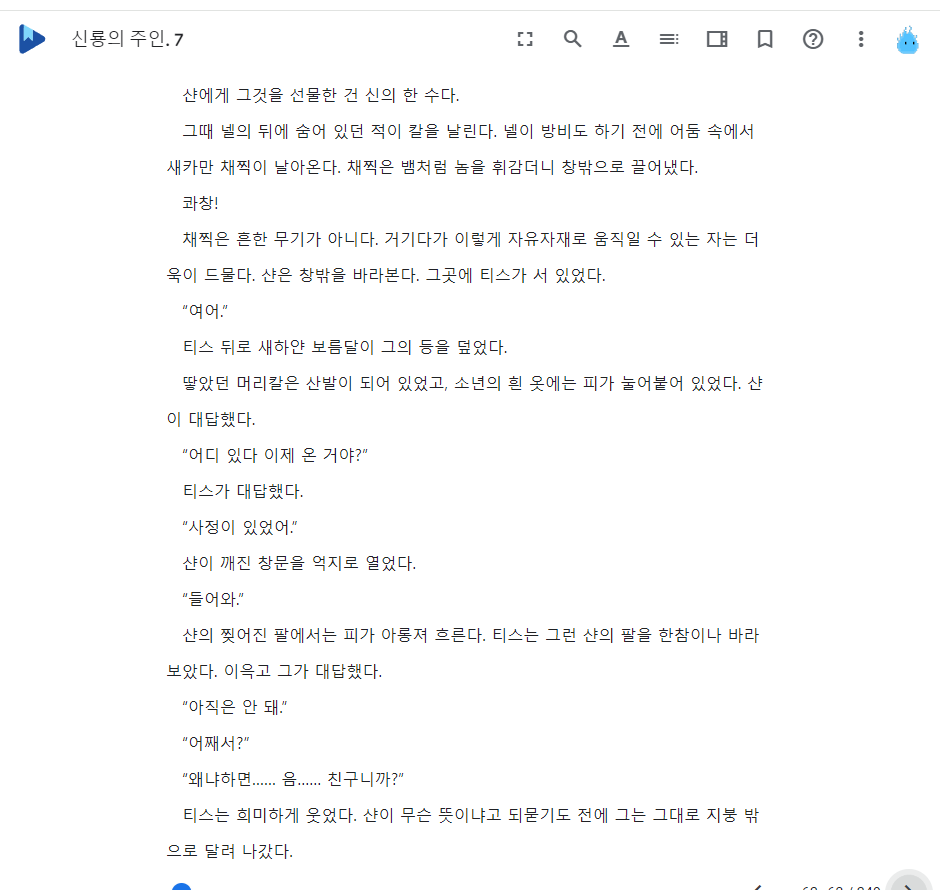 신룡의 주인. 7
샨에게 그것을 선물한 건 신의 한 수다.
그때 넬의 뒤에 숨어 있던 적이 칼을 날린다. 넬이 방비도 하기 전에 어둠 속에서
새카만 채찍이 날아온다. 채찍은 뱀처럼 놈을 휘감더니 창밖으로 끌어냈다.
콰창!
채찍은 흔한 무기가 아니다. 거기다가 이렇게 자유자재로 움직일 수 있는 자는 더
욱이 드물다. 샨은 창밖을 바라본다. 그곳에 티스가 서 있었다.
“여어.”
티스 뒤로 새하얀 보름달이 그의 등을 덮었다.
땋았던 머리칼은 산발이 되어 있었고, 소년의 흰 옷에는 피가 눌어붙어 있었다. 샨
이 대답했다.
“어디 있다 이제 온 거야?”
티스가 대답했다.
“사정이 있었어.”
샨이 깨진 창문을 억지로 열었다.
“들어와.”
샨의 찢어진 팔에서는 피가 아롱져 흐른다. 티스는 그런 샨의 팔을 한참이나 바라
보았다. 이윽고 그가 대답했다.
“아직은 안 돼.”
“어째서?”
“왜냐하면...... 음...... 친구니까?”
티스는 희미하게 웃었다. 샨이 무슨 뜻이냐고 되묻기도 전에 그는 그대로 지붕 밖
으로 달려 나갔다.